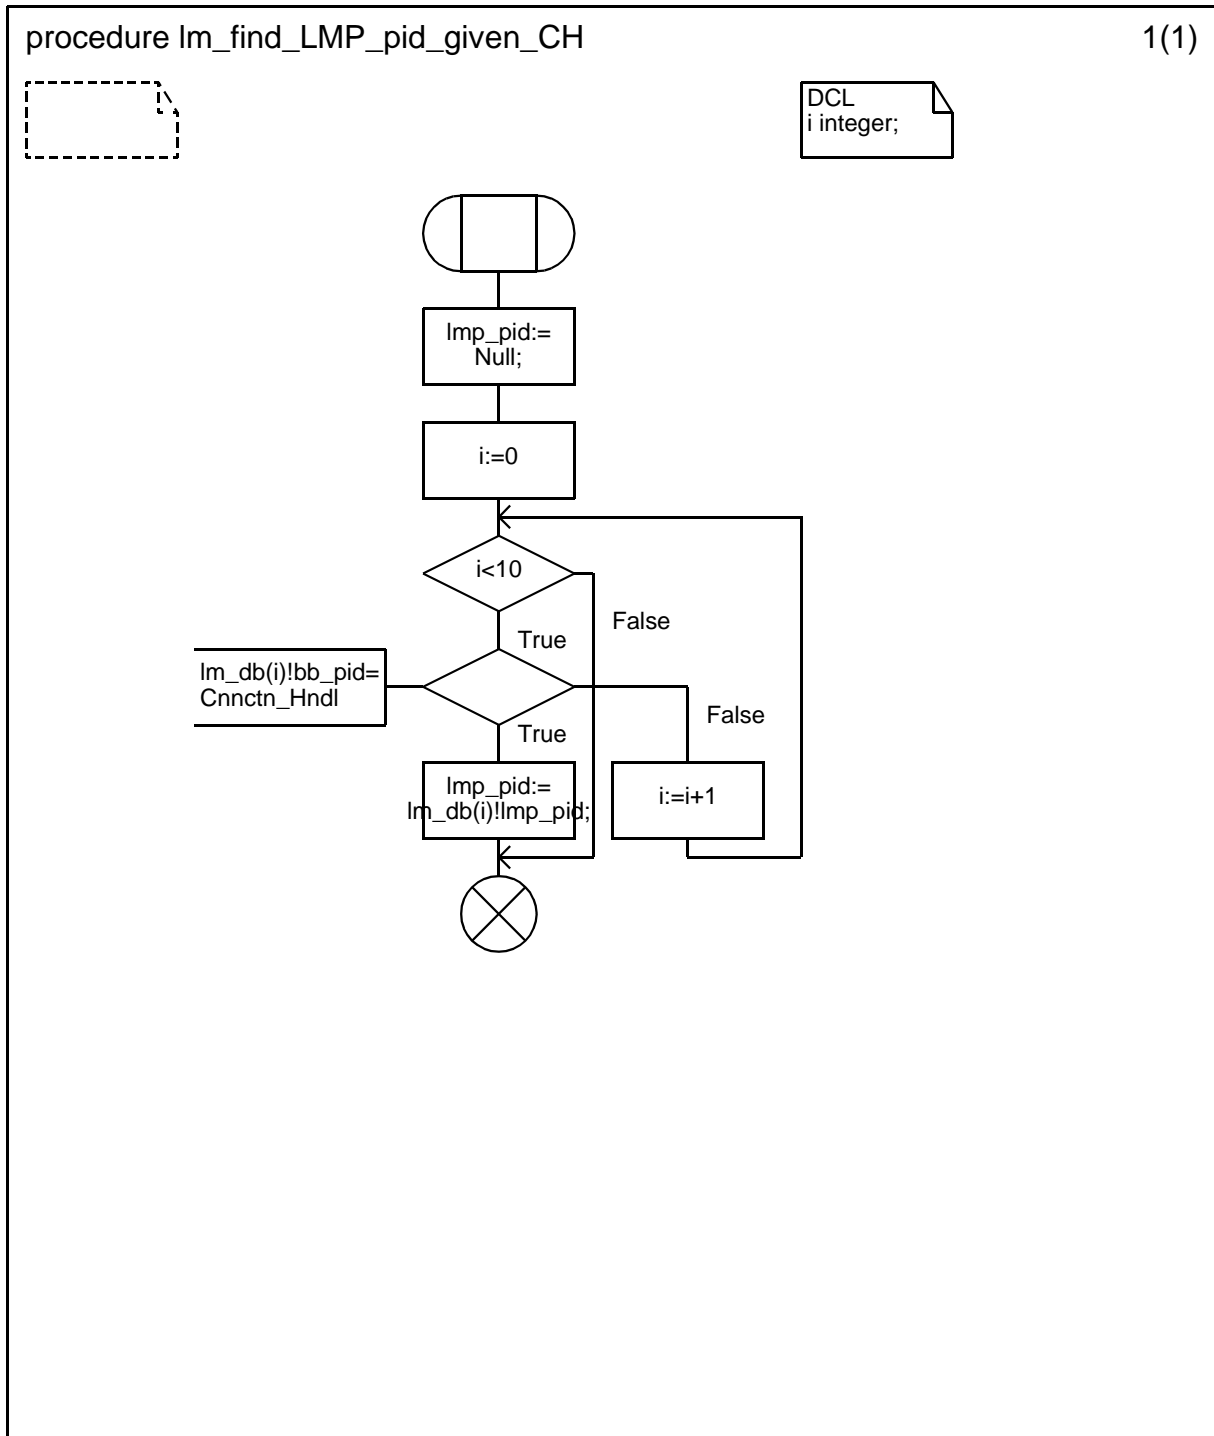 procedure lm_find_LMP_pid_given_CH
1(1)
DCL
i integer;
lmp_pid:=
Null;
i:=0
i<10
False
True
lm_db(i)!bb_pid=
Cnnctn_Hndl
False
True
lmp_pid:=
lm_db(i)!lmp_pid;
i:=i+1